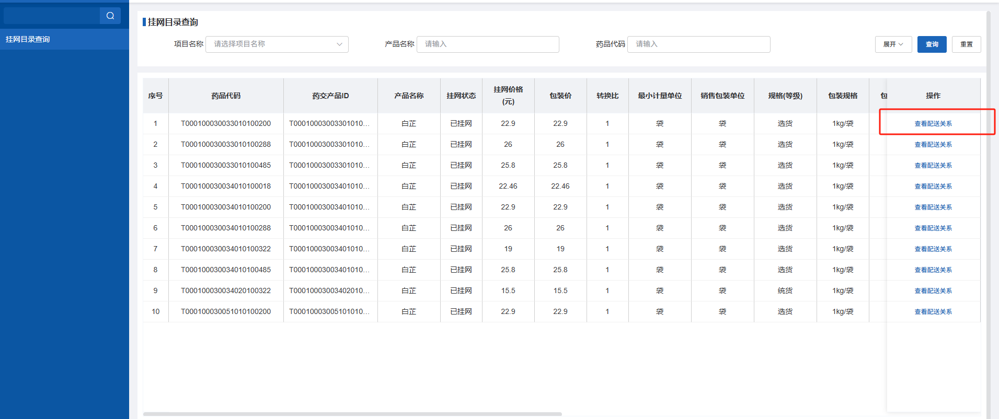 挂网目录查询
挂网目录查询
项目名称 请选择项目名称 产品名称 请输入 药品代码 请输入 展开 查询 重置
序号 药品代码 药交产品ID 产品名称 挂网状态 挂网价格(元) 包装价 转换比 最小计量单位 销售包装单位 规格(等级) 包装规格 包 操作
1 T000100030033010100200 T00010003003301010... 白芷 已挂网 22.9 22.9 1 袋 袋 选货 1kg/袋 查看配送关系
2 T000100030033010100288 T00010003003301010... 白芷 已挂网 26 26 1 袋 袋 选货 1kg/袋 查看配送关系
3 T000100030033010100485 T00010003003301010... 白芷 已挂网 25.8 25.8 1 袋 袋 选货 1kg/袋 查看配送关系
4 T000100030034010100018 T00010003003401010... 白芷 已挂网 22.46 22.46 1 袋 袋 选货 1kg/袋 查看配送关系
5 T000100030034010100200 T00010003003401010... 白芷 已挂网 22.9 22.9 1 袋 袋 选货 1kg/袋 查看配送关系
6 T000100030034010100288 T00010003003401010... 白芷 已挂网 26 26 1 袋 袋 选货 1kg/袋 查看配送关系
7 T000100030034010100322 T00010003003401010... 白芷 已挂网 19 19 1 袋 袋 选货 1kg/袋 查看配送关系
8 T000100030034010100485 T00010003003401010... 白芷 已挂网 25.8 25.8 1 袋 袋 选货 1kg/袋 查看配送关系
9 T000100030034020100322 T00010003003402010... 白芷 已挂网 15.5 15.5 1 袋 袋 统货 1kg/袋 查看配送关系
10 T000100030051010100200 T00010003005101010... 白芷 已挂网 22.9 22.9 1 袋 袋 选货 1kg/袋 查看配送关系